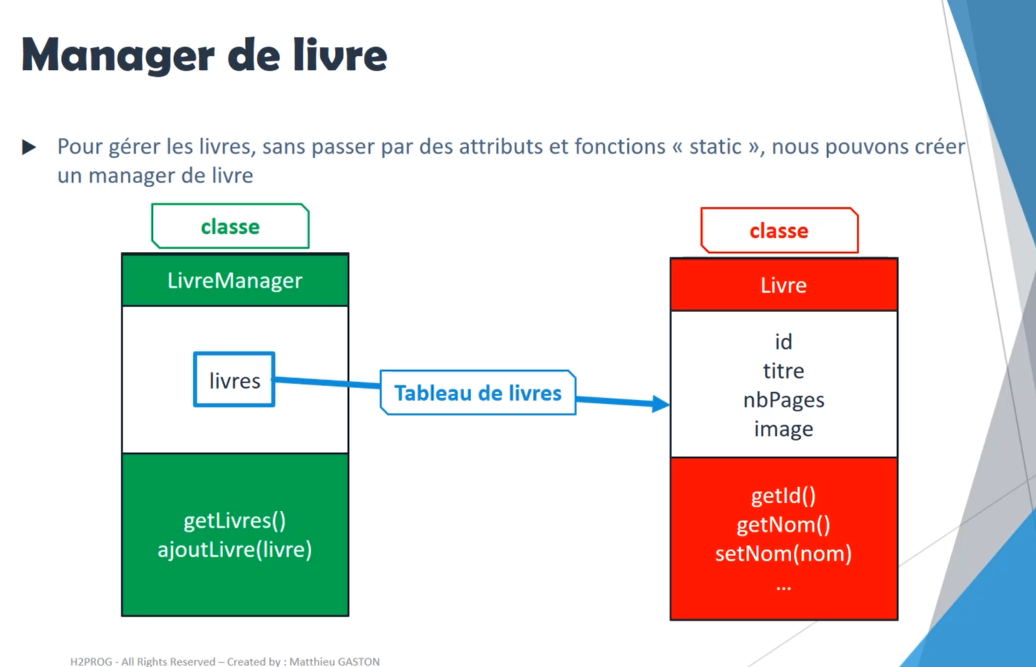 Manager de livre
Pour gérer les livres, sans passer par des attributs et fonctions « static », nous pouvons créer
un manager de livre
classe
LivreManager
livres
getLivres()
ajoutLivre(livre)
Tableau de livres
classe
Livre
id
titre
nbPages
image
getId()
getNom()
setNom(nom)
...
H2PROG - All Rights Reserved – Created by : Matthieu GASTON